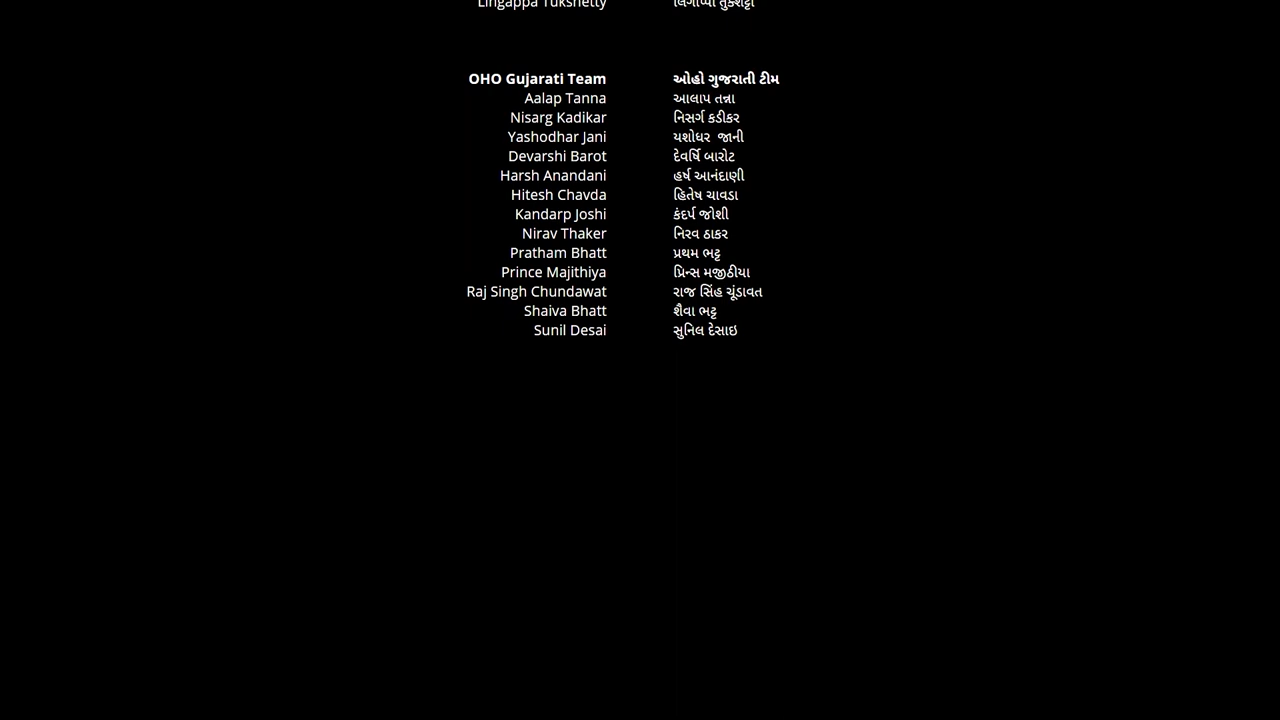 Lingappa Tukshetty
OHO Gujarati Team ઓહો ગુજરાતી ટીમ
Aalap Tanna આલાપ તન્ના
Nisarg Kadikar નિસર્ગ કડીકર
Yashodhar Jani યશોધર જાની
Devarshi Barot દેવર્ષિ બારોટ
Harsh Anandani હર્ષ આનંદાણી
Hitesh Chavda હિતેષ ચાવડા
Kandarp Joshi કંદર્પ જોશી
Nirav Thaker નિરવ ઠાકર
Pratham Bhatt પ્રથમ ભટ્ટ
Prince Majithiya પ્રિન્સ મજીઠીયા
Raj Singh Chundawat રાજ સિંહ ચૂંડાવત
Shaiva Bhatt શૈવા ભટ્ટ
Sunil Desai સુનિલ દેસાઇ